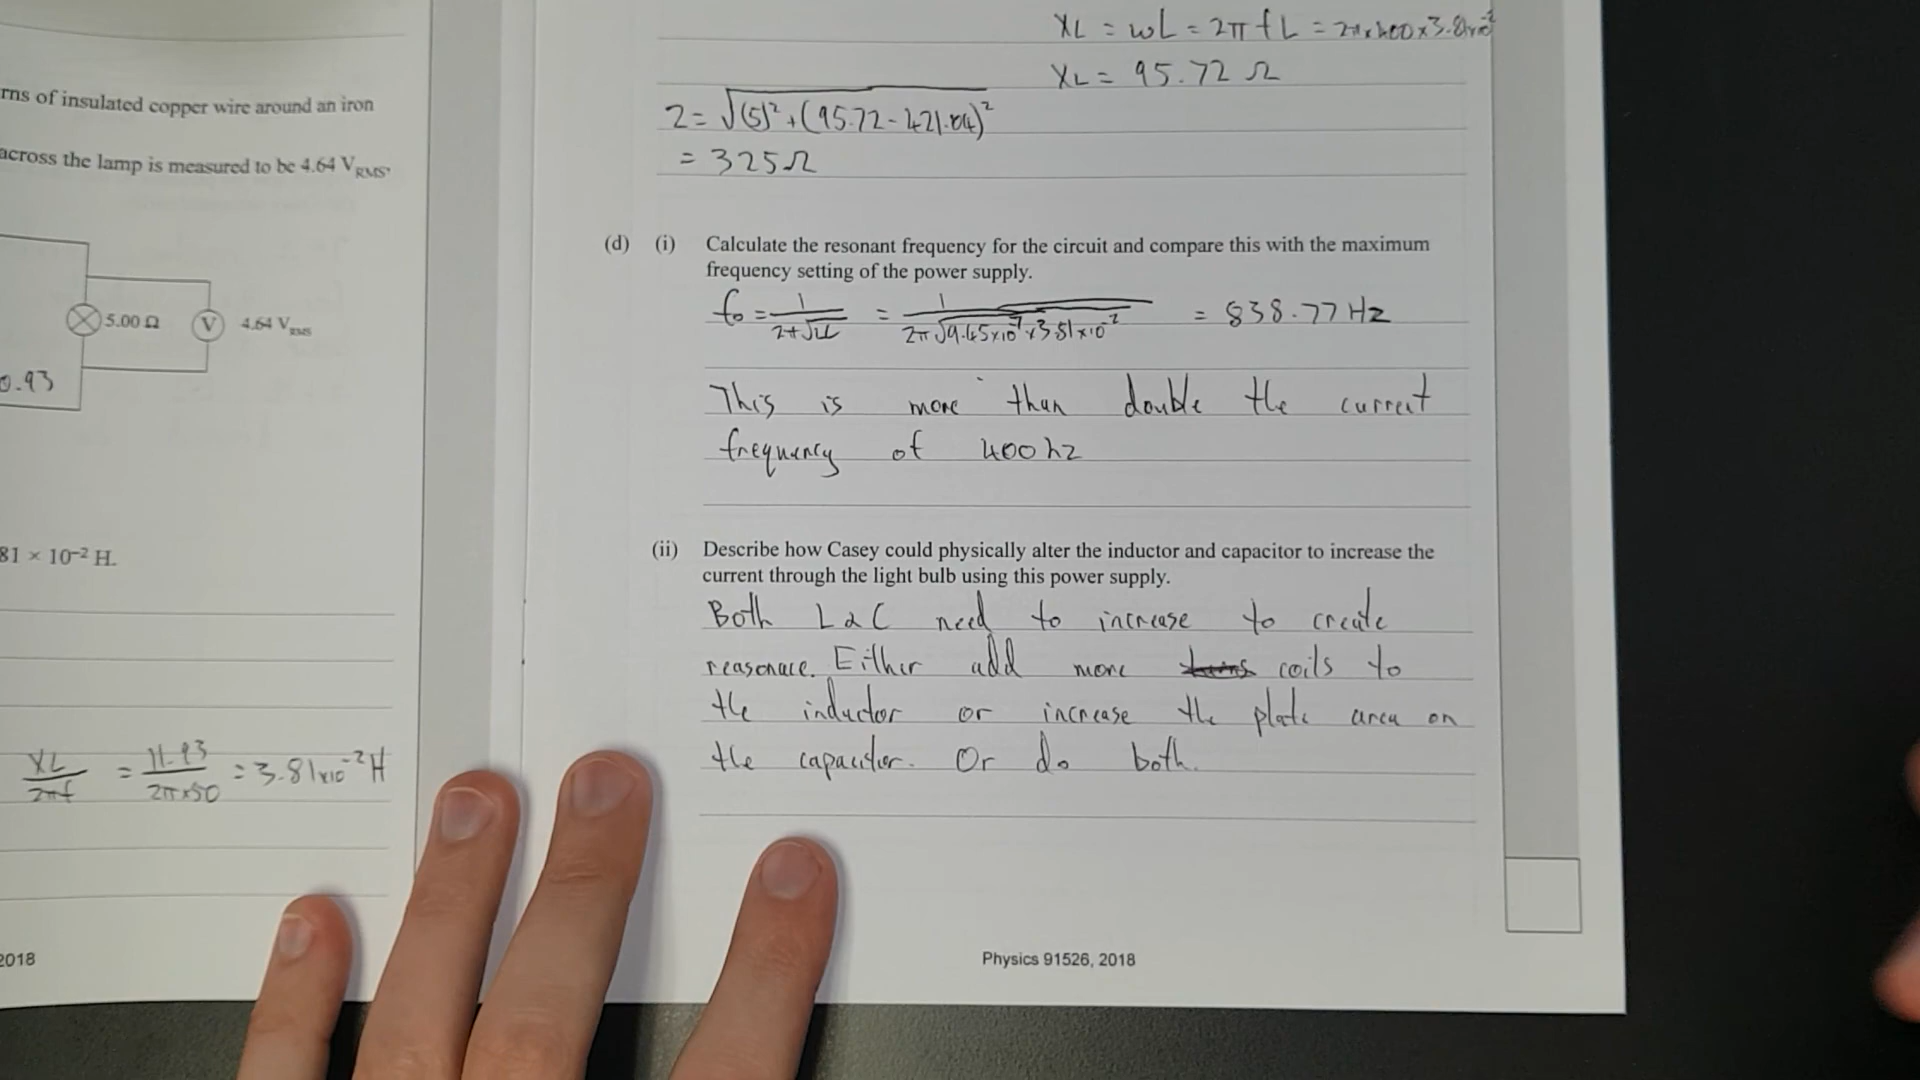 rns of insulated copper wire around an iron
across the lamp is measured to be 4.64 V_RMS.
5.00 Ω V 4.64 V_RMS
0.93
81 × 10⁻² H.
XL/2πf = 11.93/2π×50 = 3.81×10⁻² H
2018
XL = ωL = 2πfL = 2π×400×3.81×10⁻²
XL = 95.72 Ω
Z = √(5)² + (95.72 - 421.04)²
= 325Ω
(d) (i) Calculate the resonant frequency for the circuit and compare this with the maximum
frequency setting of the power supply.
f₀ = 1/2π√LC = 1/2π√9.45×10⁻⁷×3.81×10⁻² = 838.77 Hz
This is more than double the current
frequency of 400hz
(ii) Describe how Casey could physically alter the inductor and capacitor to increase the
current through the light bulb using this power supply.
Both L & C need to increase to create
reasonace. Either add more turns coils to
the inductor or increase the plate area on
the capacitor. Or do both.
Physics 91526, 2018